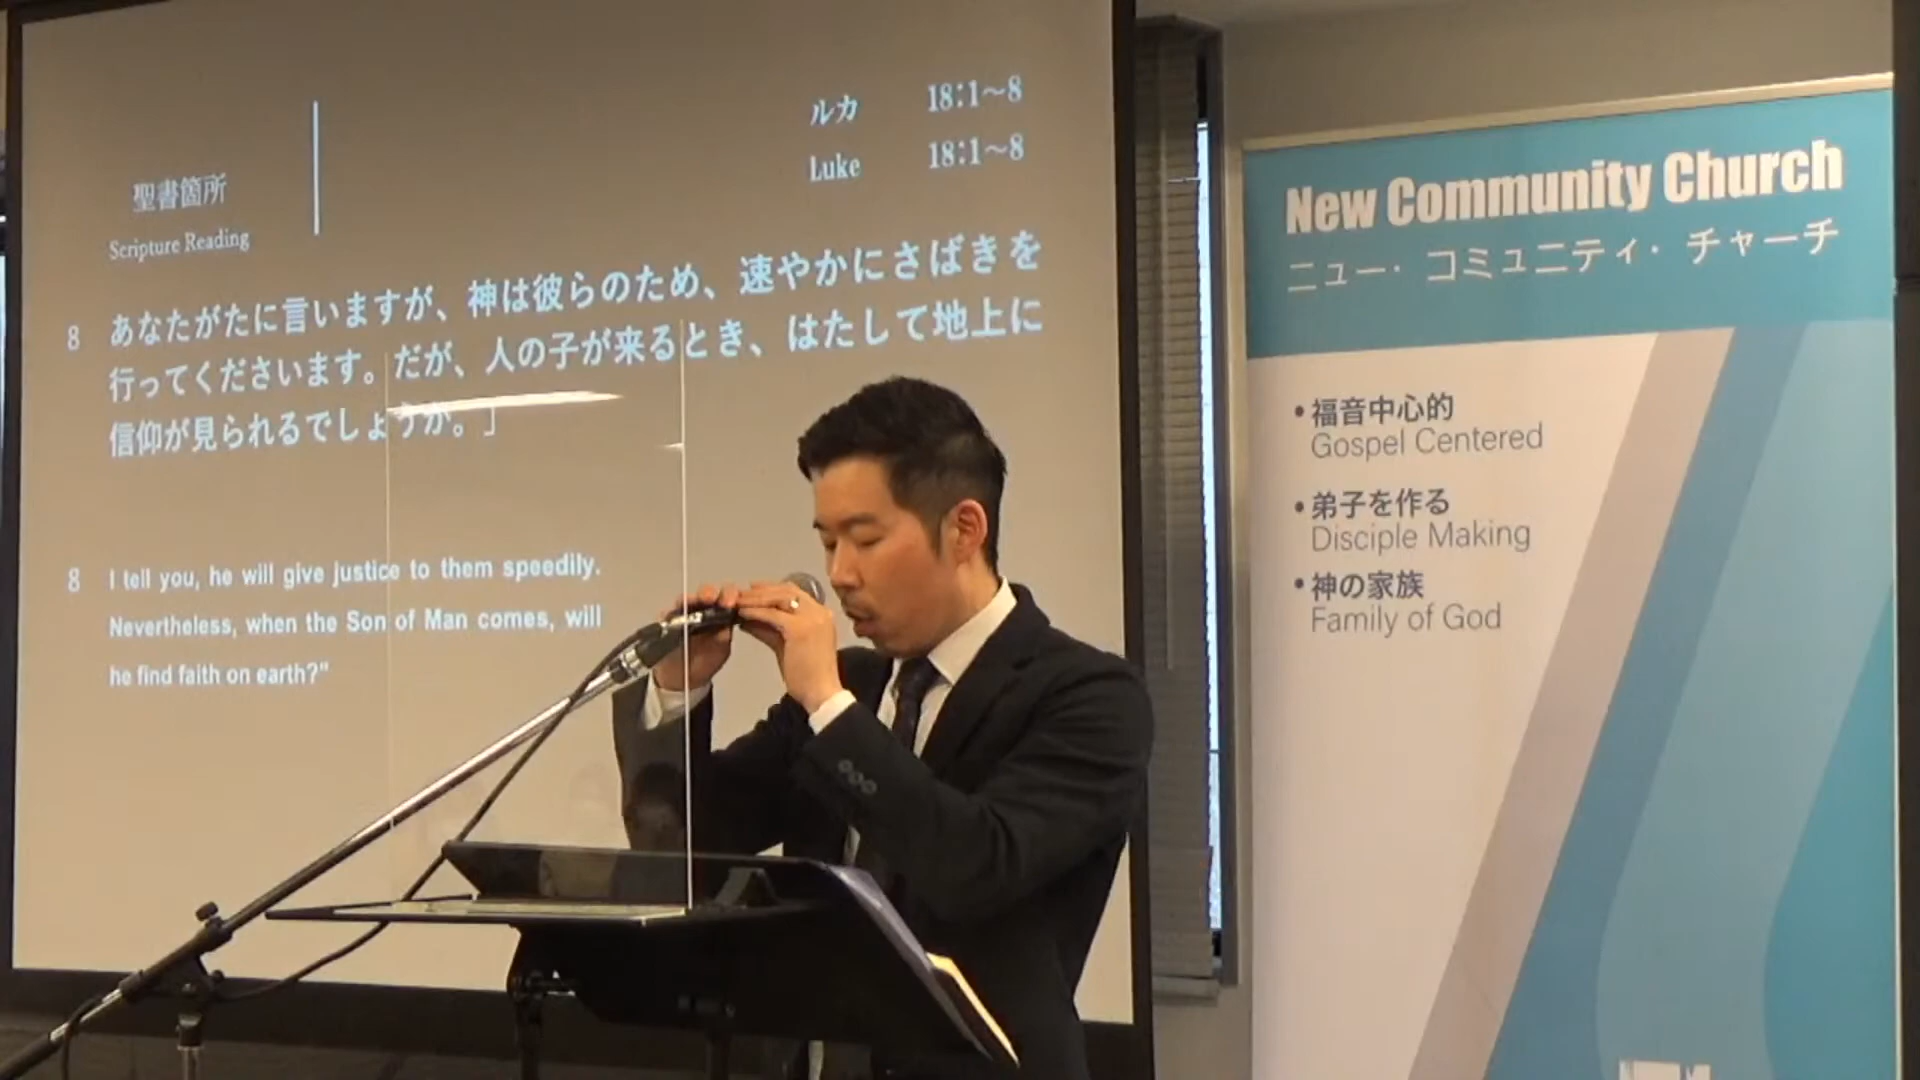 聖書箇所
Scripture Reading
ルカ 18:1〜8
Luke 18:1〜8
8 あなたがたに言いますが、神は彼らのため、速やかにさばきを
行ってくださいます。だが、人の子が来るとき、はたして地上に
信仰が見られるでしょうか。」
8 I tell you, he will give justice to them speedily.
Nevertheless, when the Son of Man comes, will
he find faith on earth?"
New Community Church
ニュー・コミュニティ・チャーチ
•福音中心的
Gospel Centered
•弟子を作る
Disciple Making
•神の家族
Family of God